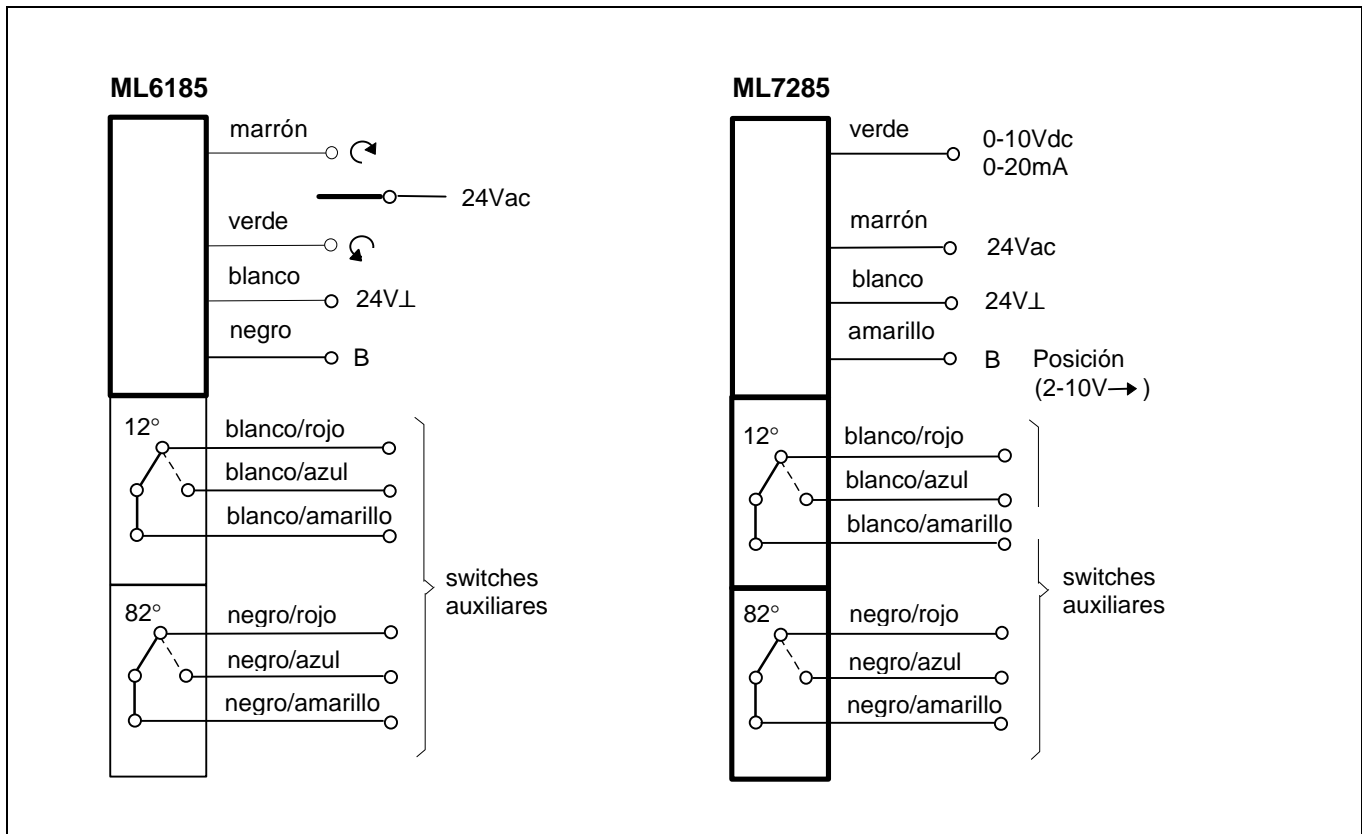 ML6185
marrón
24Vac
verde
blanco
24V⊥
negro
B
12°
blanco/rojo
blanco/azul
blanco/amarillo
82°
negro/rojo
negro/azul
negro/amarillo
switches
auxiliares
ML7285
verde
0-10Vdc
0-20mA
marrón
24Vac
blanco
24V⊥
amarillo
B Posición
(2-10V→ )
12°
blanco/rojo
blanco/azul
blanco/amarillo
82°
negro/rojo
negro/azul
negro/amarillo
switches
auxiliares